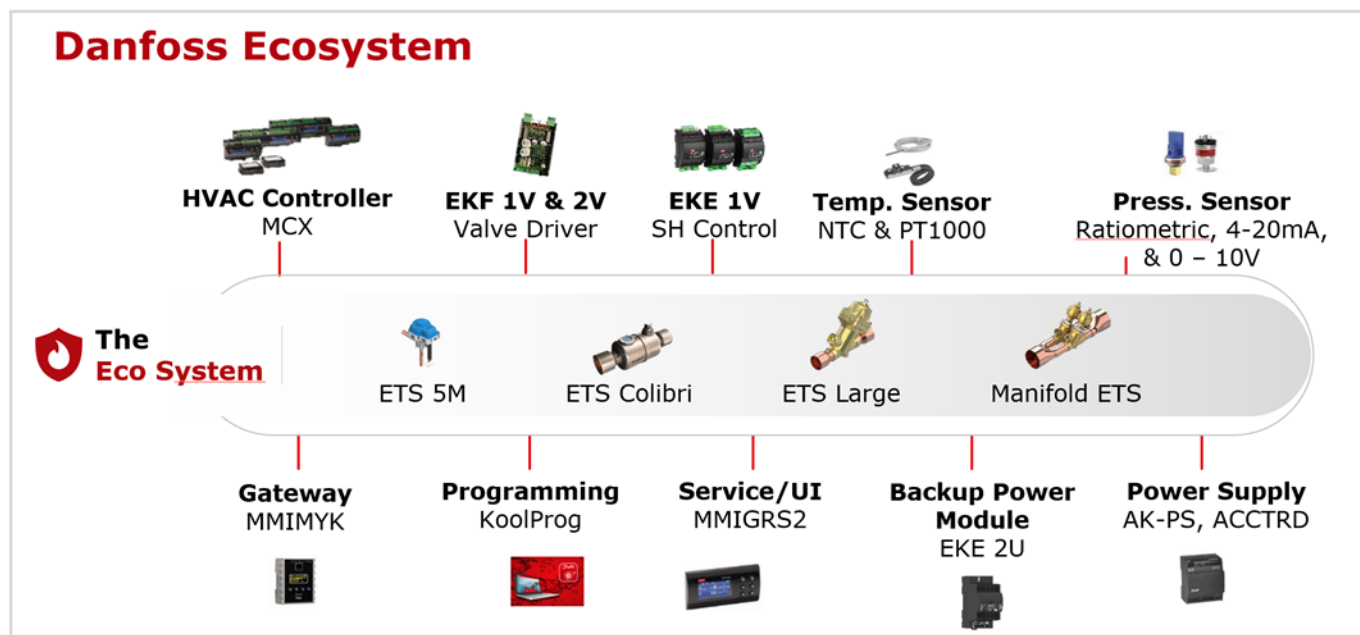 Danfoss Ecosystem
HVAC Controller
MCX
EKF 1V & 2V
Valve Driver
EKE 1V
SH Control
Temp. Sensor
NTC & PT1000
Press. Sensor
Ratiometric, 4-20mA,
& 0 – 10V
The
Eco System
ETS 5M
ETS Colibri
ETS Large
Manifold ETS
Gateway
MMIMYK
Programming
KoolProg
Service/UI
MMIGRS2
Backup Power
Module
EKE 2U
Power Supply
AK-PS, ACCTRD